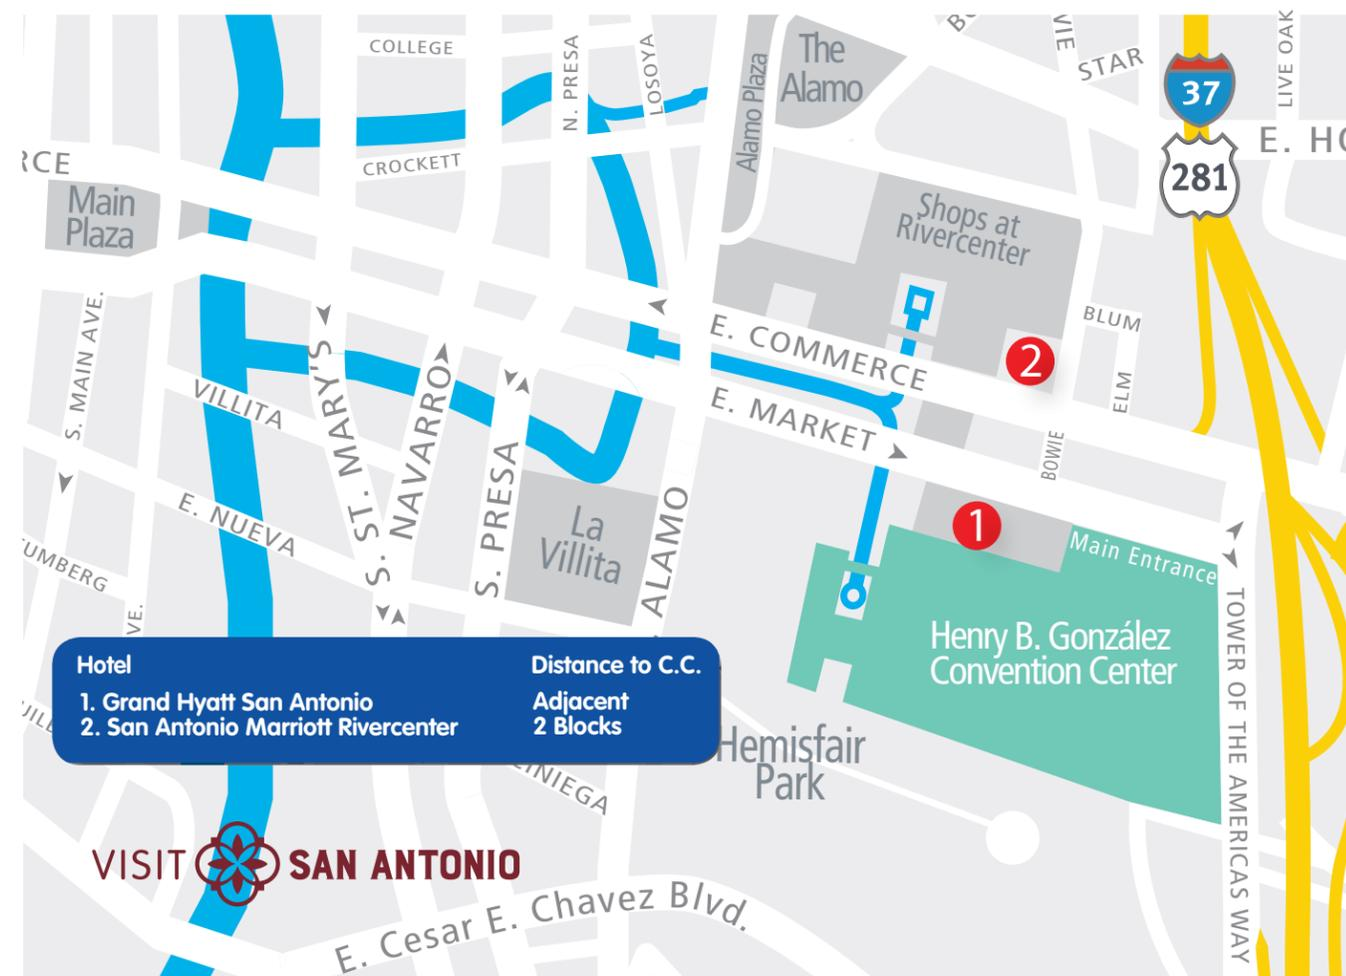 COLLEGE
N. PRESA
LOSOYA
Alamo Plaza
The
Alamo
STAR
LIVE OAK
37
281
CROCKETT
Main
Plaza
Shops at
Rivercenter
S. MAIN AVE.
S. ST. MARY'S
NAVARRO
VILLITA
E. COMMERCE
E. MARKET
2
BLUM
ELM
BOWIE
E. NUEVA
S. PRESA
La
Villita
ALAMO
1
Main Entrance
Henry B. González
Convention Center
TOWER OF THE AMERICAS WAY
Hotel Distance to C.C.
1. Grand Hyatt San Antonio Adjacent
2. San Antonio Marriott Rivercenter 2 Blocks
Hemisfair
Park
VISIT SAN ANTONIO
E. Cesar E. Chavez Blvd.